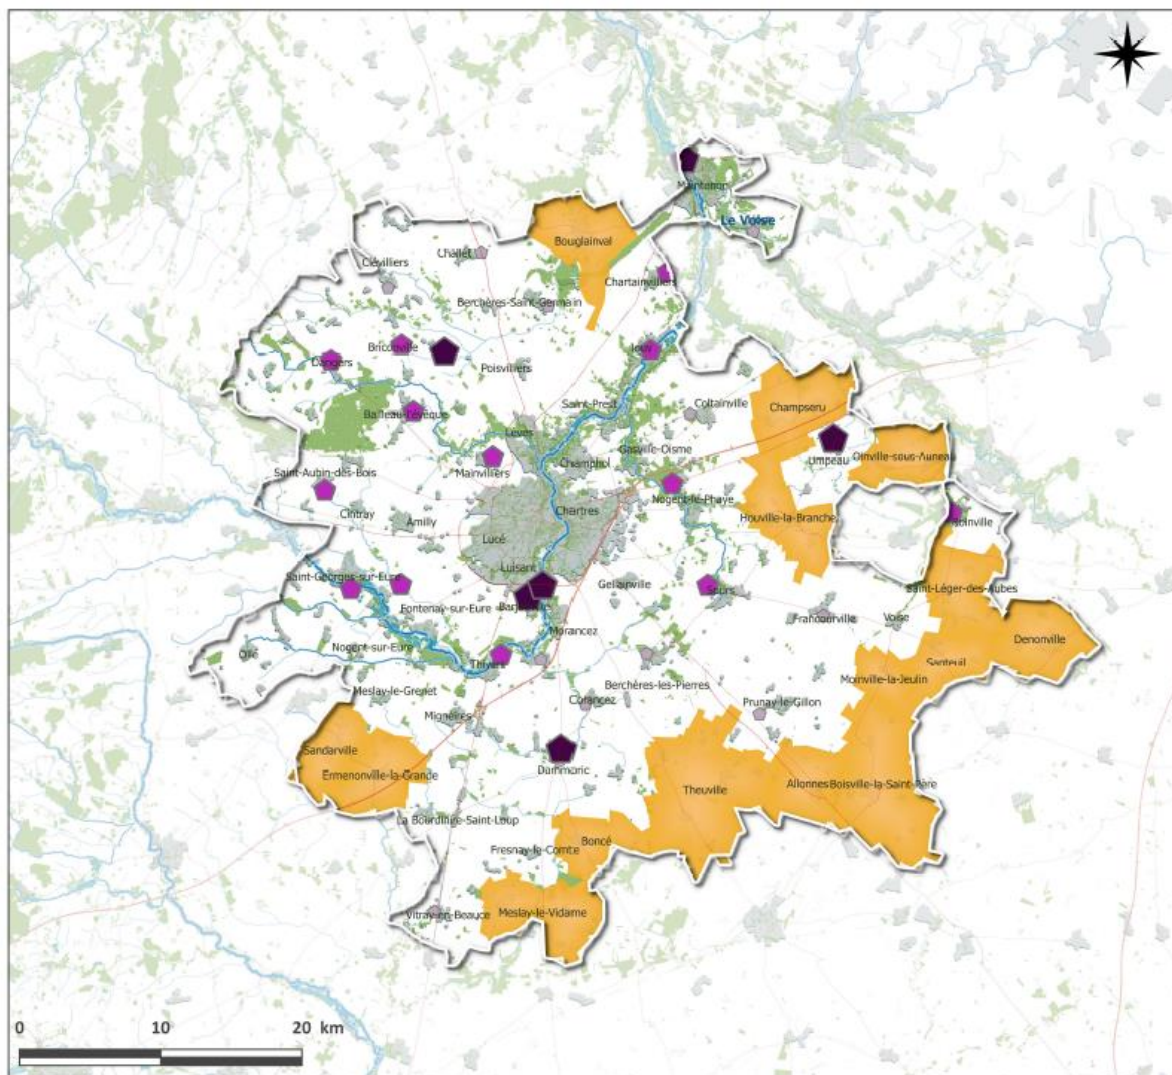 Maintenon
Le Voise
Bouglainval
Challet
Clévilliers
Chartainvilliers
Berchères-Saint-Germain
Briconville
Jouy
Dangers
Poisvilliers
Saint-Prest
Coltainville
Champseru
Bailleau-l'évêque
Lèves
Gasville-Oisème
Umpeau
Oinville-sous-Auneau
Champhol
Saint-Aubin-des-Bois
Mainvilliers
Nogent-le-Phaye
Cintray
Amilly
Chartres
Houville-la-Branche
Roinville
Lucé
Luisant
Saint-Georges-sur-Eure
Gellainville
Sours
Saint-Léger-des-Aubes
Fontenay-sur-Eure
Francourville
Voise
Morancez
Denonville
Nogent-sur-Eure
Ollé
Thivars
Santeuil
Moinville-la-Jeulin
Meslay-le-Grenet
Berchères-les-Pierres
Corancez
Prunay-le-Gillon
Mignières
Sandarville
Ermenonville-la-Grande
Dammarie
Theuville
Allonnes
Boisville-la-Saint-Père
La Bourdinière-Saint-Loup
Boncé
Fresnay-le-Comte
Vitray-en-Beauce
Meslay-le-Vidame
0 10 20 km